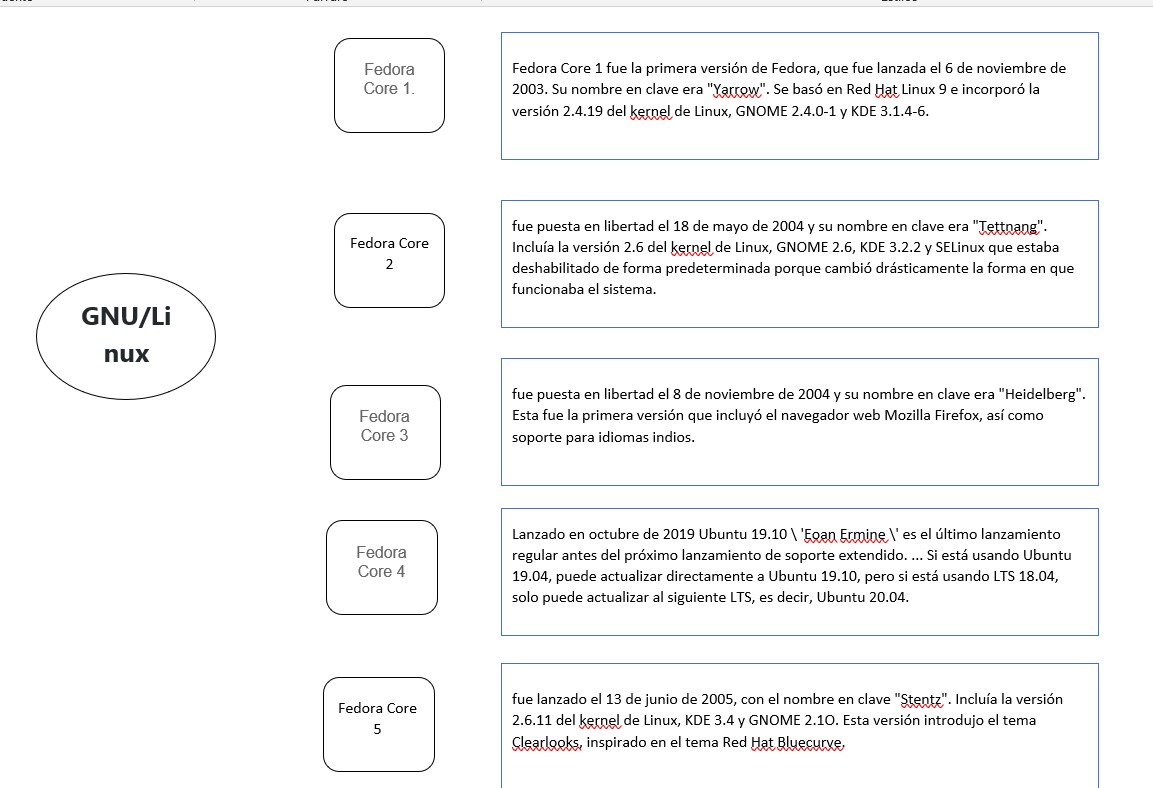 Fedora
Core 1.
Fedora Core 1 fue la primera versión de Fedora, que fue lanzada el 6 de noviembre de
2003. Su nombre en clave era "Yarrow". Se basó en Red Hat Linux 9 e incorporó la
versión 2.4.19 del kernel de Linux, GNOME 2.4.0-1 y KDE 3.1.4-6.
Fedora Core
2
fue puesta en libertad el 18 de mayo de 2004 y su nombre en clave era "Tettnang".
Incluía la versión 2.6 del kernel de Linux, GNOME 2.6, KDE 3.2.2 y SELinux que estaba
deshabilitado de forma predeterminada porque cambió drásticamente la forma en que
funcionaba el sistema.
GNU/Li
nux
Fedora
Core 3
fue puesta en libertad el 8 de noviembre de 2004 y su nombre en clave era "Heidelberg".
Esta fue la primera versión que incluyó el navegador web Mozilla Firefox, así como
soporte para idiomas indios.
Fedora
Core 4
Lanzado en octubre de 2019 Ubuntu 19.10 \ 'Eoan Ermine \' es el último lanzamiento
regular antes del próximo lanzamiento de soporte extendido. ... Si está usando Ubuntu
19.04, puede actualizar directamente a Ubuntu 19.10, pero si está usando LTS 18.04,
solo puede actualizar al siguiente LTS, es decir, Ubuntu 20.04.
Fedora Core
5
fue lanzado el 13 de junio de 2005, con el nombre en clave "Stentz". Incluía la versión
2.6.11 del kernel de Linux, KDE 3.4 y GNOME 2.1O. Esta versión introdujo el tema
Clearlooks, inspirado en el tema Red Hat Bluecurve.